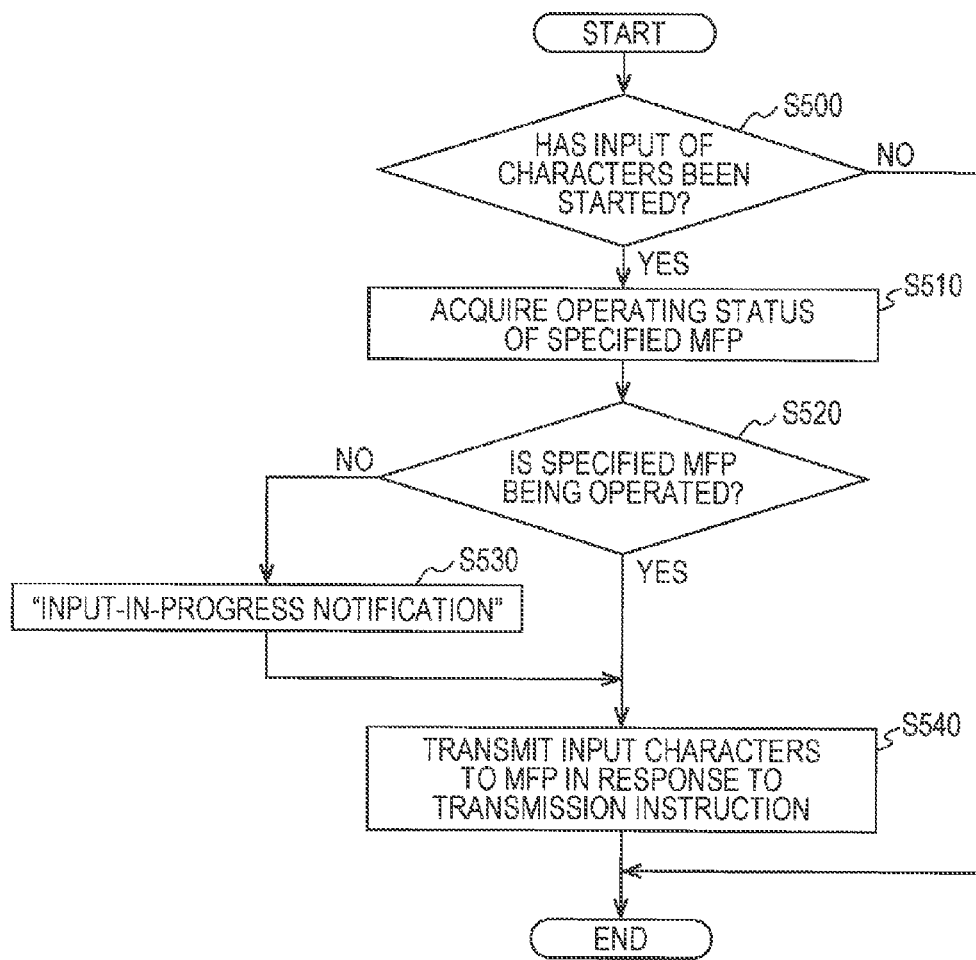 START
S500
HAS INPUT OF
CHARACTERS BEEN
STARTED?
NO
YES
S510
ACQUIRE OPERATING STATUS
OF SPECIFIED MFP
S520
NO
IS SPECIFIED MFP
BEING OPERATED?
S530
YES
“INPUT-IN-PROGRESS NOTIFICATION”
S540
TRANSMIT INPUT CHARACTERS
TO MFP IN RESPONSE TO
TRANSMISSION INSTRUCTION
END